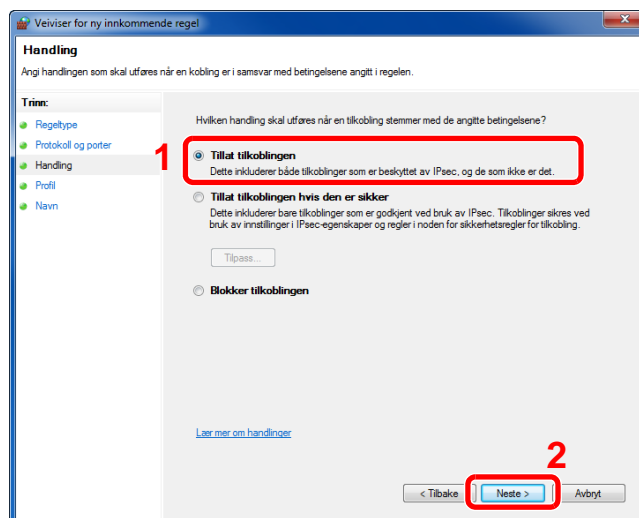 Veiviser for ny innkommende regel
Handling
Angi handlingen som skal utføres når en kobling er i samsvar med betingelsene angitt i regelen.
Trinn:
Regeltype
Protokoll og porter
Handling
Profil
Navn
Hvilken handling skal utføres når en tilkobling stemmer med de angitte betingelsene?
1
Tillat tilkoblingen
Dette inkluderer både tilkoblinger som er beskyttet av IPsec, og de som ikke er det.
Tillat tilkoblingen hvis den er sikker
Dette inkluderer bare tilkoblinger som er godkjent ved bruk av IPsec. Tilkoblinger sikres ved
bruk av innstillinger i IPsec-egenskaper og regler i noden for sikkerhetsregler for tilkobling.
Tilpass...
Blokker tilkoblingen
Lær mer om handlinger
2
< Tilbake
Neste >
Avbryt